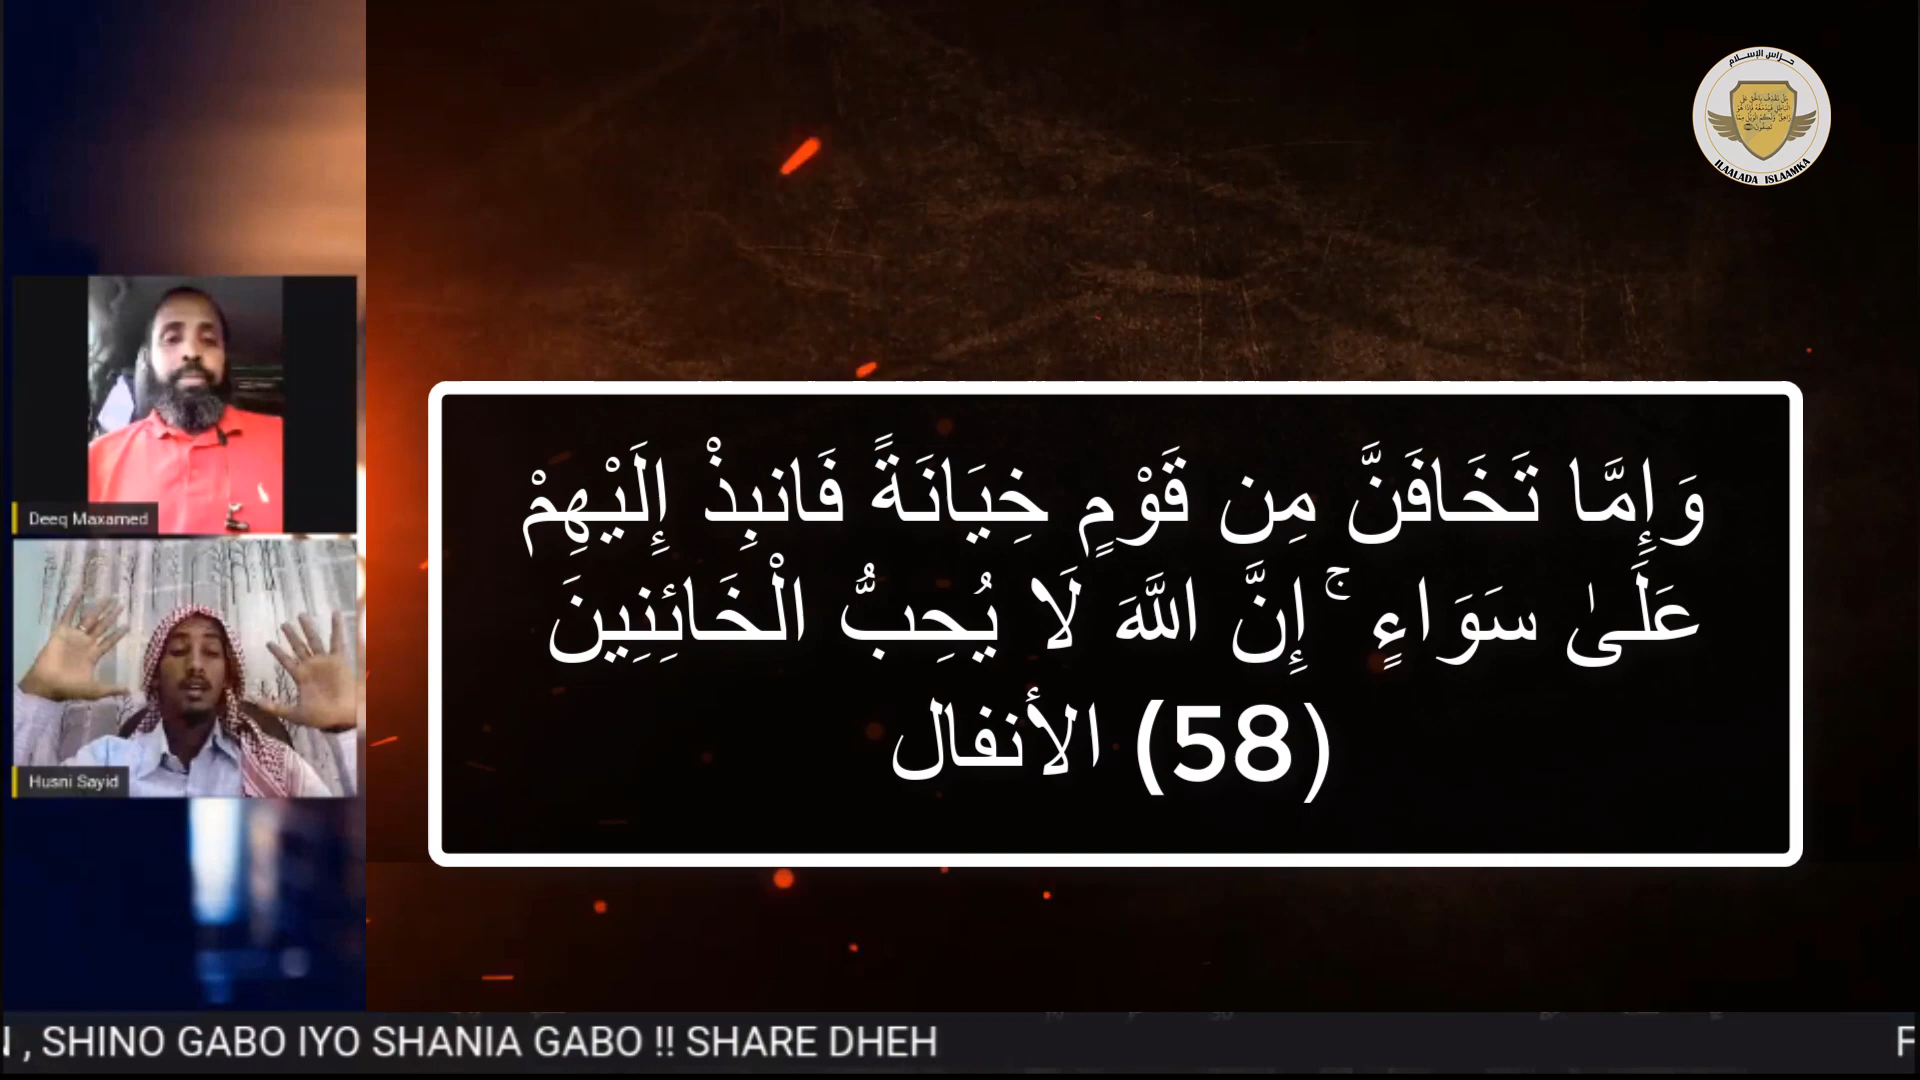 حراس الإسلام
ILAALADA ISLAAMKA
وَإِمَّا تَخَافَنَّ مِن قَوْمٍ خِيَانَةً فَانبِذْ إِلَيْهِمْ
عَلَىٰ سَوَاءٍ ۚ إِنَّ اللَّهَ لَا يُحِبُّ الْخَائِنِينَ
(58) الأنفال
Deeq Maxamed
Husni Sayid
, SHINO GABO IYO SHANIA GABO !! SHARE DHEH